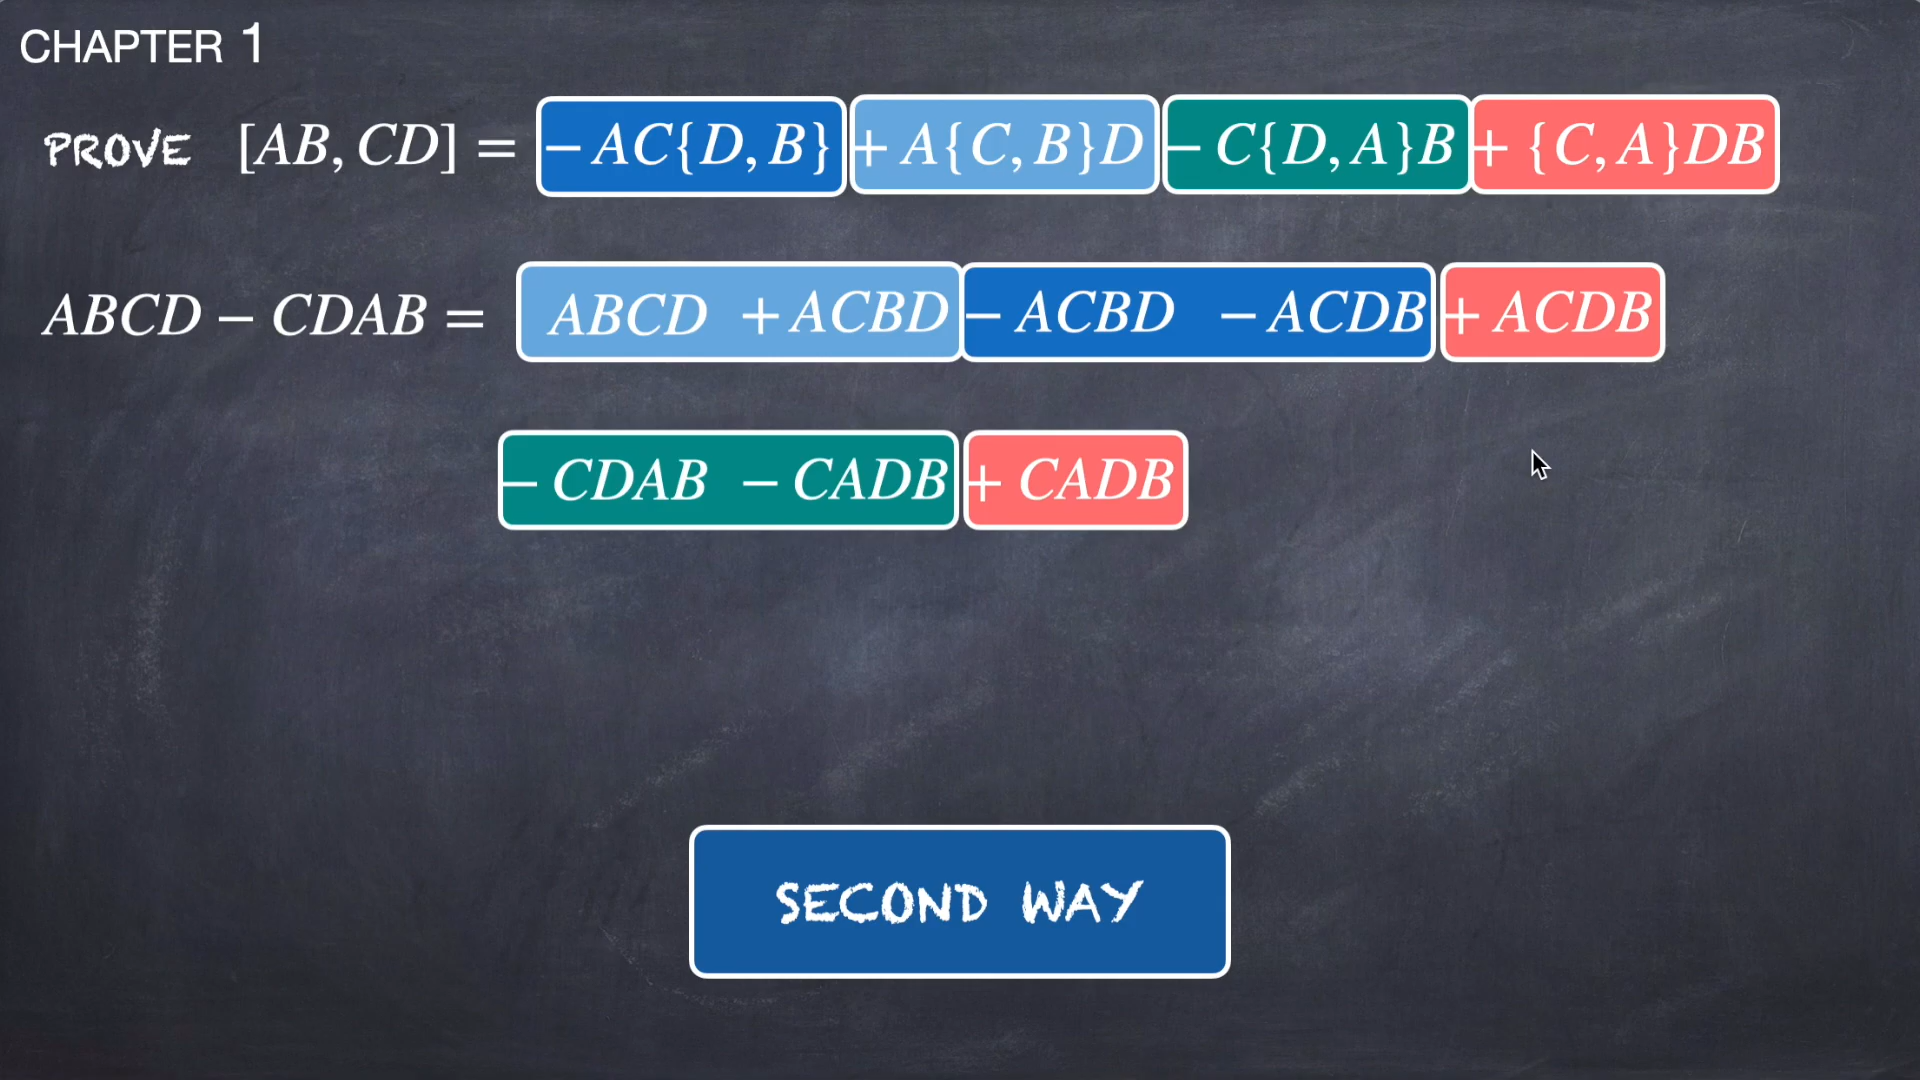 CHAPTER 1
PROVE [AB, CD] = − AC{D, B} + A{C, B}D − C{D, A}B + {C, A}DB
ABCD − CDAB = ABCD + ACBD − ACBD − ACDB + ACDB
− CDAB − CADB + CADB
SECOND WAY